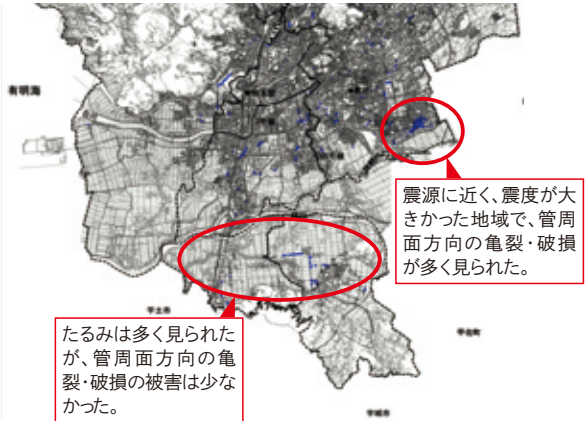 有明海
震源に近く、震度が大
きかった地域で、管周
面方向の亀裂・破損
が多く見られた。
宇土市
たるみは多く見られた
が、管周面方向の亀
裂・破損の被害は少な
かった。
宇城市